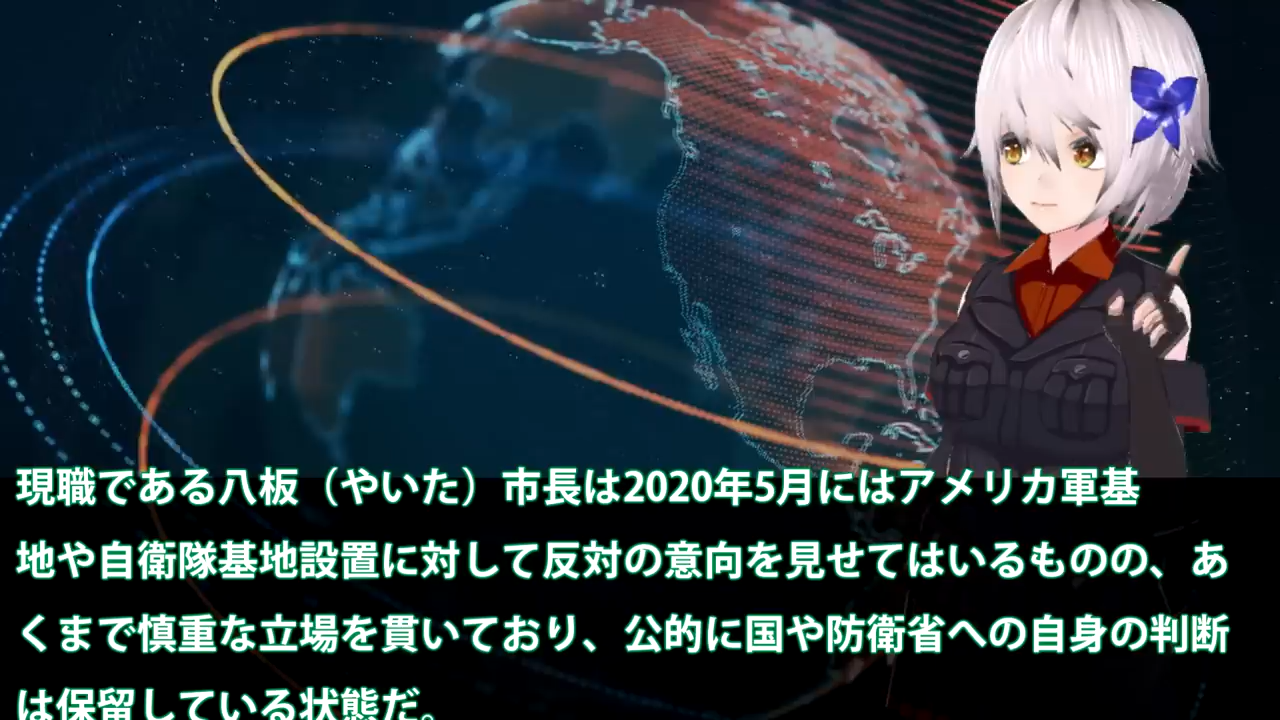 現職である八板（やいた）市長は2020年5月にはアメリカ軍基
地や自衛隊基地設置に対して反対の意向を見せてはいるものの、あ
くまで慎重な立場を貫いており、公的に国や防衛省への自身の判断
は保留している状態だ。